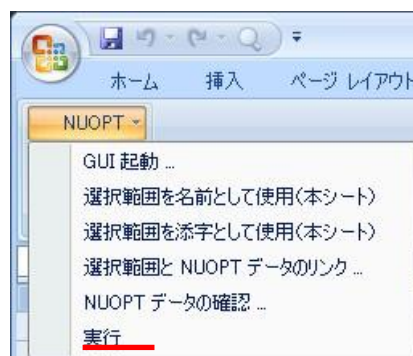 ホーム 挿入 ページ レイアウト
NUOPT
GUI 起動 ...
選択範囲を名前として使用(本シート)
選択範囲を添字として使用(本シート)
選択範囲と NUOPT データのリンク ...
NUOPT データの確認 ...
実行